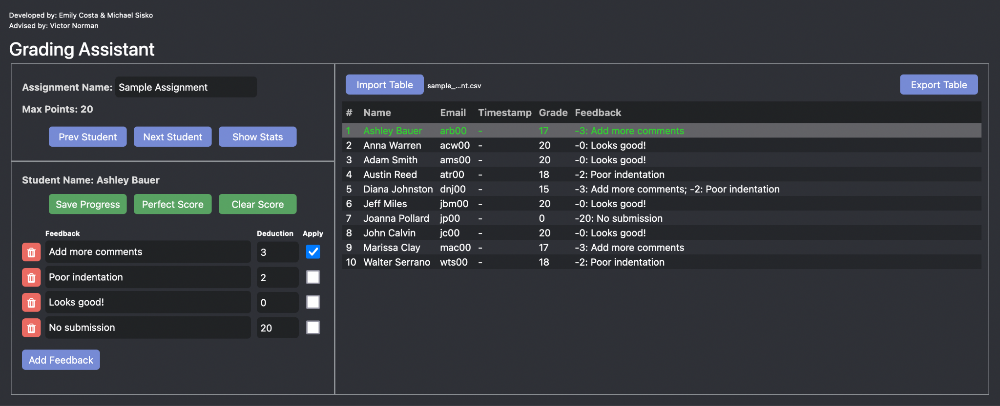 Developed by: Emily Costa & Michael Sisko
Advised by: Victor Norman
Grading Assistant
Assignment Name: Sample Assignment
Max Points: 20
Prev Student Next Student Show Stats
Student Name: Ashley Bauer
Save Progress Perfect Score Clear Score
Feedback Deduction Apply
Add more comments 3
Poor indentation 2
Looks good! 0
No submission 20
Add Feedback
Import Table sample_...nt.csv Export Table
# Name Email Timestamp Grade Feedback
1 Ashley Bauer arb00 - 17 -3: Add more comments
2 Anna Warren acw00 - 20 -0: Looks good!
3 Adam Smith ams00 - 20 -0: Looks good!
4 Austin Reed atr00 - 18 -2: Poor indentation
5 Diana Johnston dnj00 - 15 -3: Add more comments; -2: Poor indentation
6 Jeff Miles jbm00 - 20 -0: Looks good!
7 Joanna Pollard jp00 - 0 -20: No submission
8 John Calvin jc00 - 20 -0: Looks good!
9 Marissa Clay mac00 - 17 -3: Add more comments
10 Walter Serrano wts00 - 18 -2: Poor indentation